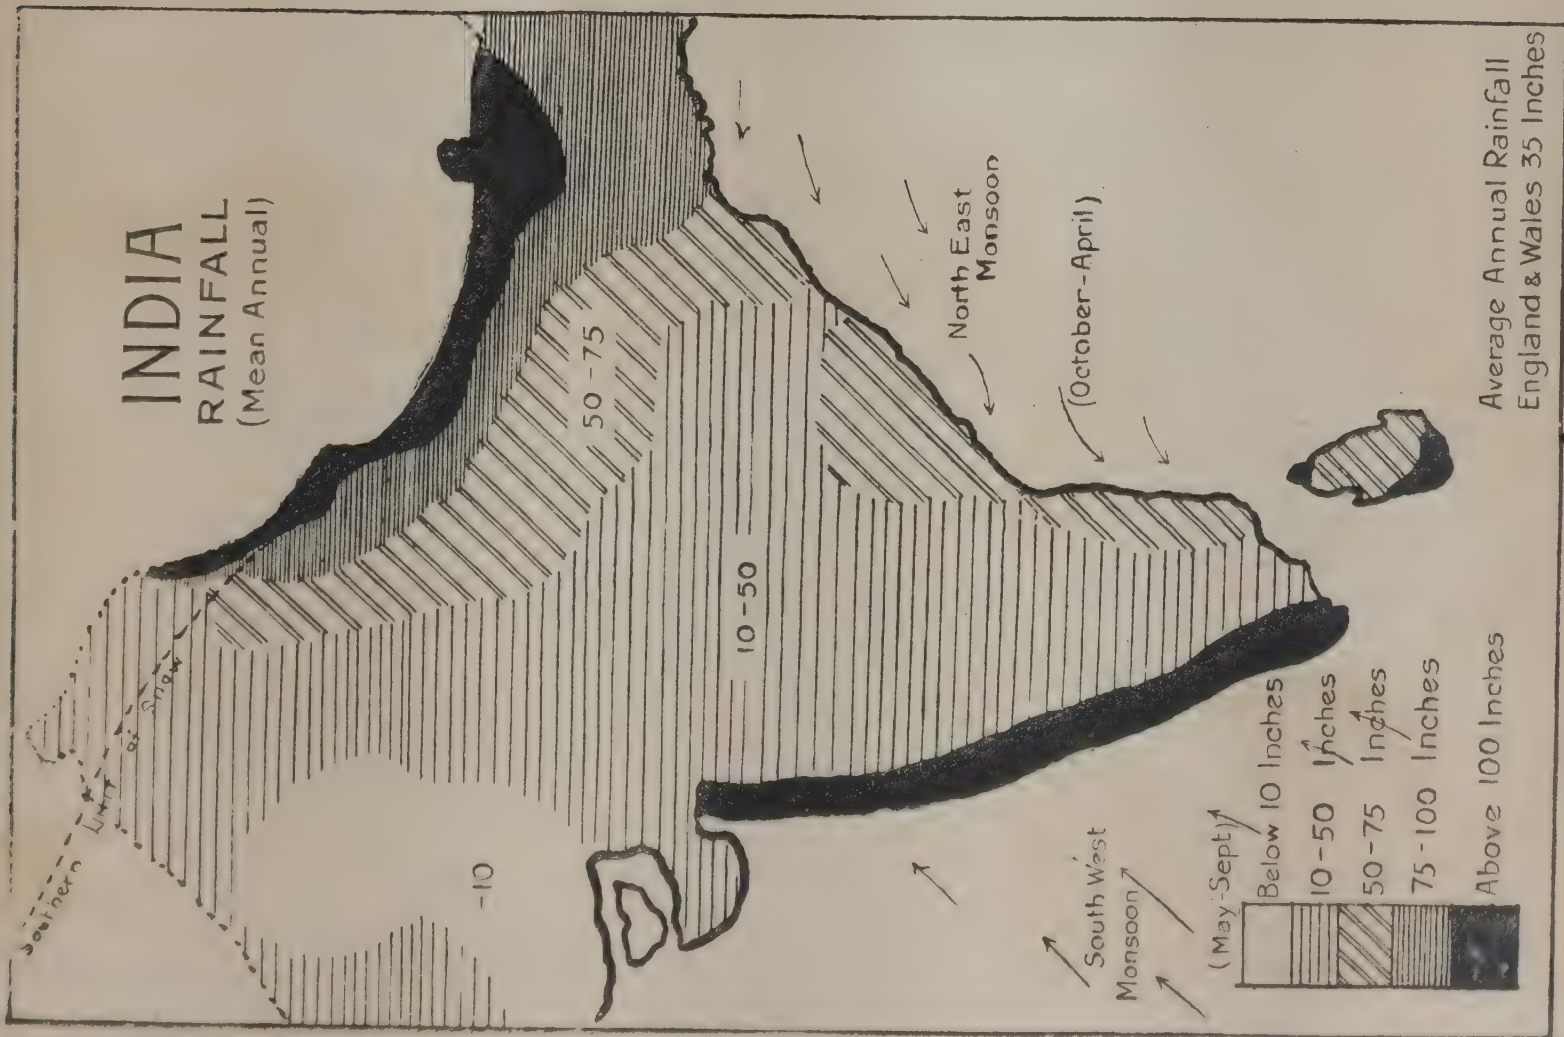 INDIA
RAINFALL
(Mean Annual)
Southern Limit of Snow
-10
50-75
10-50
North East
Monsoon
(October-April)
South West
Monsoon
(May-Sept)
Below 10 Inches
10-50 Inches
50-75 Inches
75-100 Inches
Above 100 Inches
Average Annual Rainfall
England & Wales 35 Inches